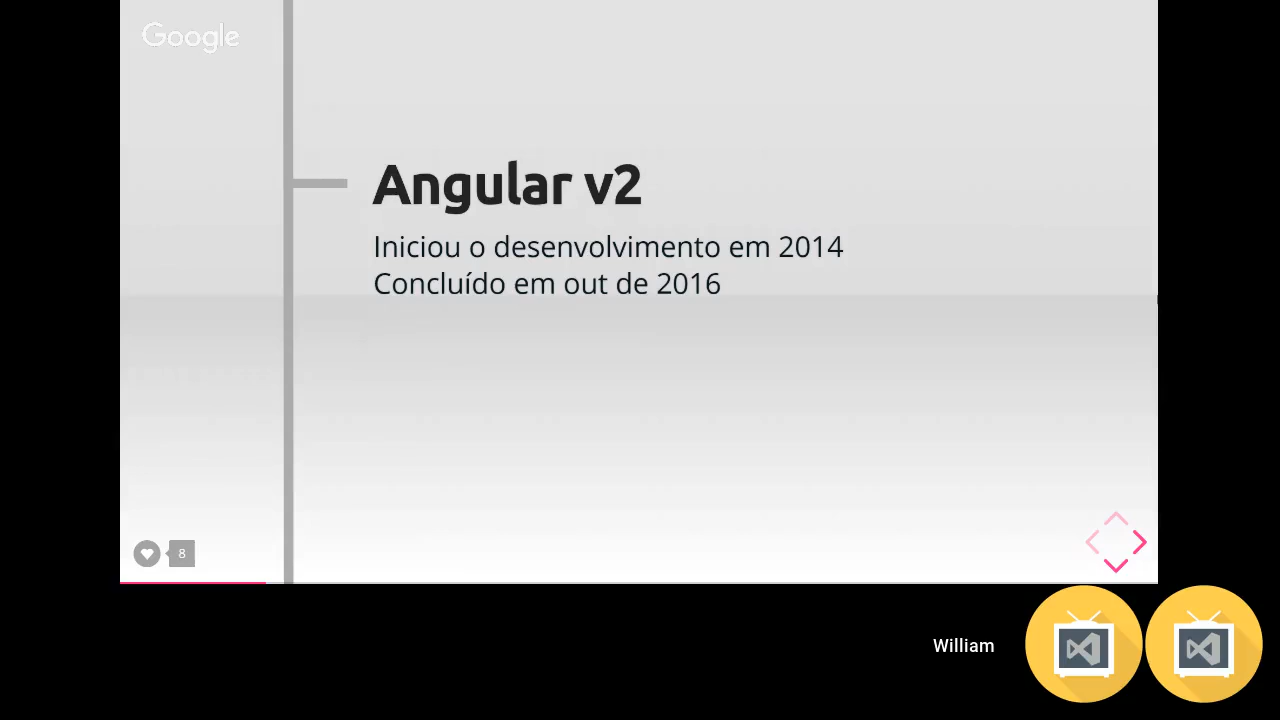 Google
Angular v2
Iniciou o desenvolvimento em 2014
Concluído em out de 2016
8
William